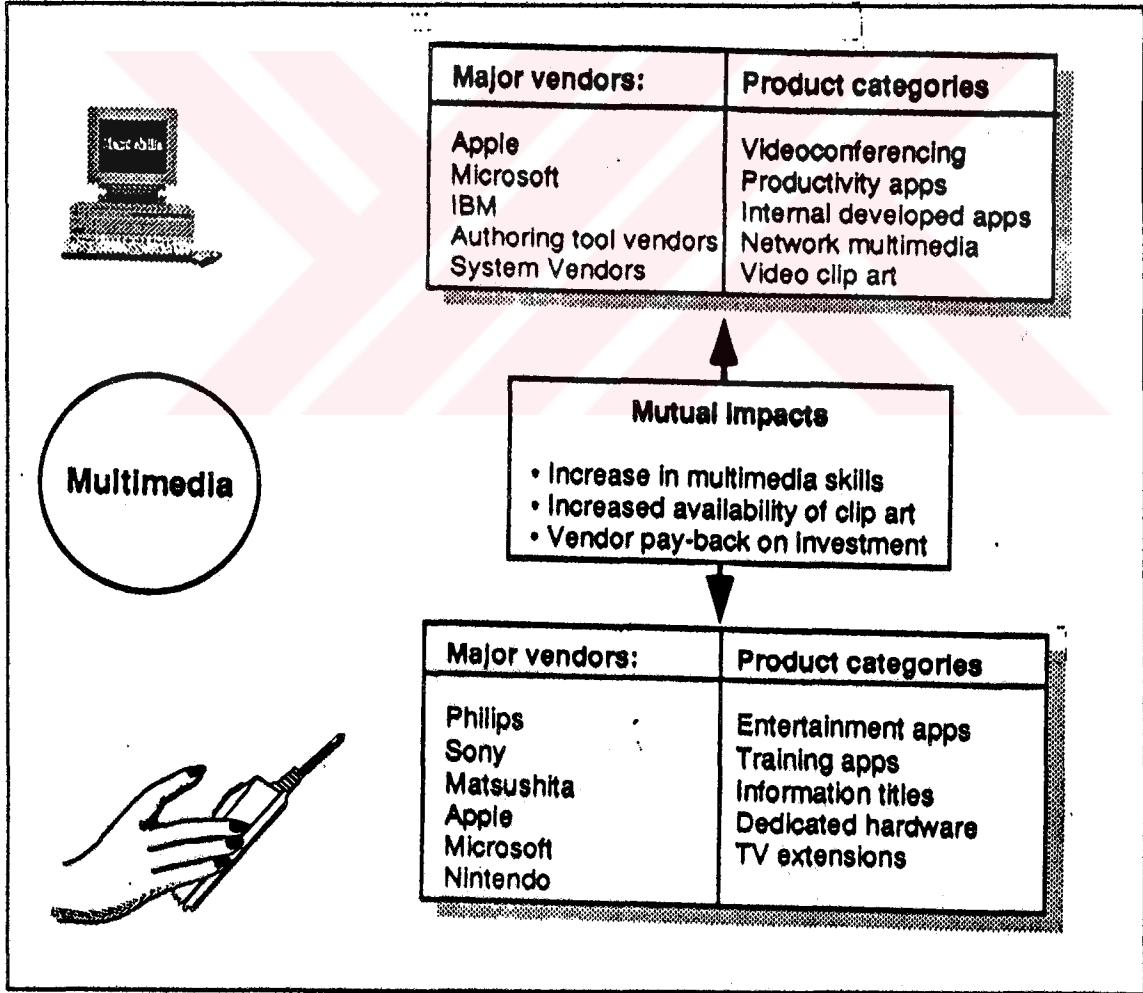 Major vendors:
Product categories
Apple
Microsoft
IBM
Authoring tool vendors
System Vendors
Videoconferencing
Productivity apps
Internal developed apps
Network multimedia
Video clip art
Multimedia
Mutual Impacts
• Increase in multimedia skills
• Increased availability of clip art
• Vendor pay-back on investment
Major vendors:
Product categories
Philips
Sony
Matsushita
Apple
Microsoft
Nintendo
Entertainment apps
Training apps
Information titles
Dedicated hardware
TV extensions